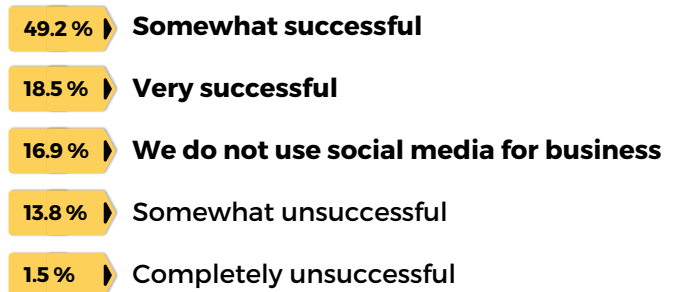 49.2 % Somewhat successful
18.5 % Very successful
16.9 % We do not use social media for business
13.8 % Somewhat unsuccessful
1.5 % Completely unsuccessful